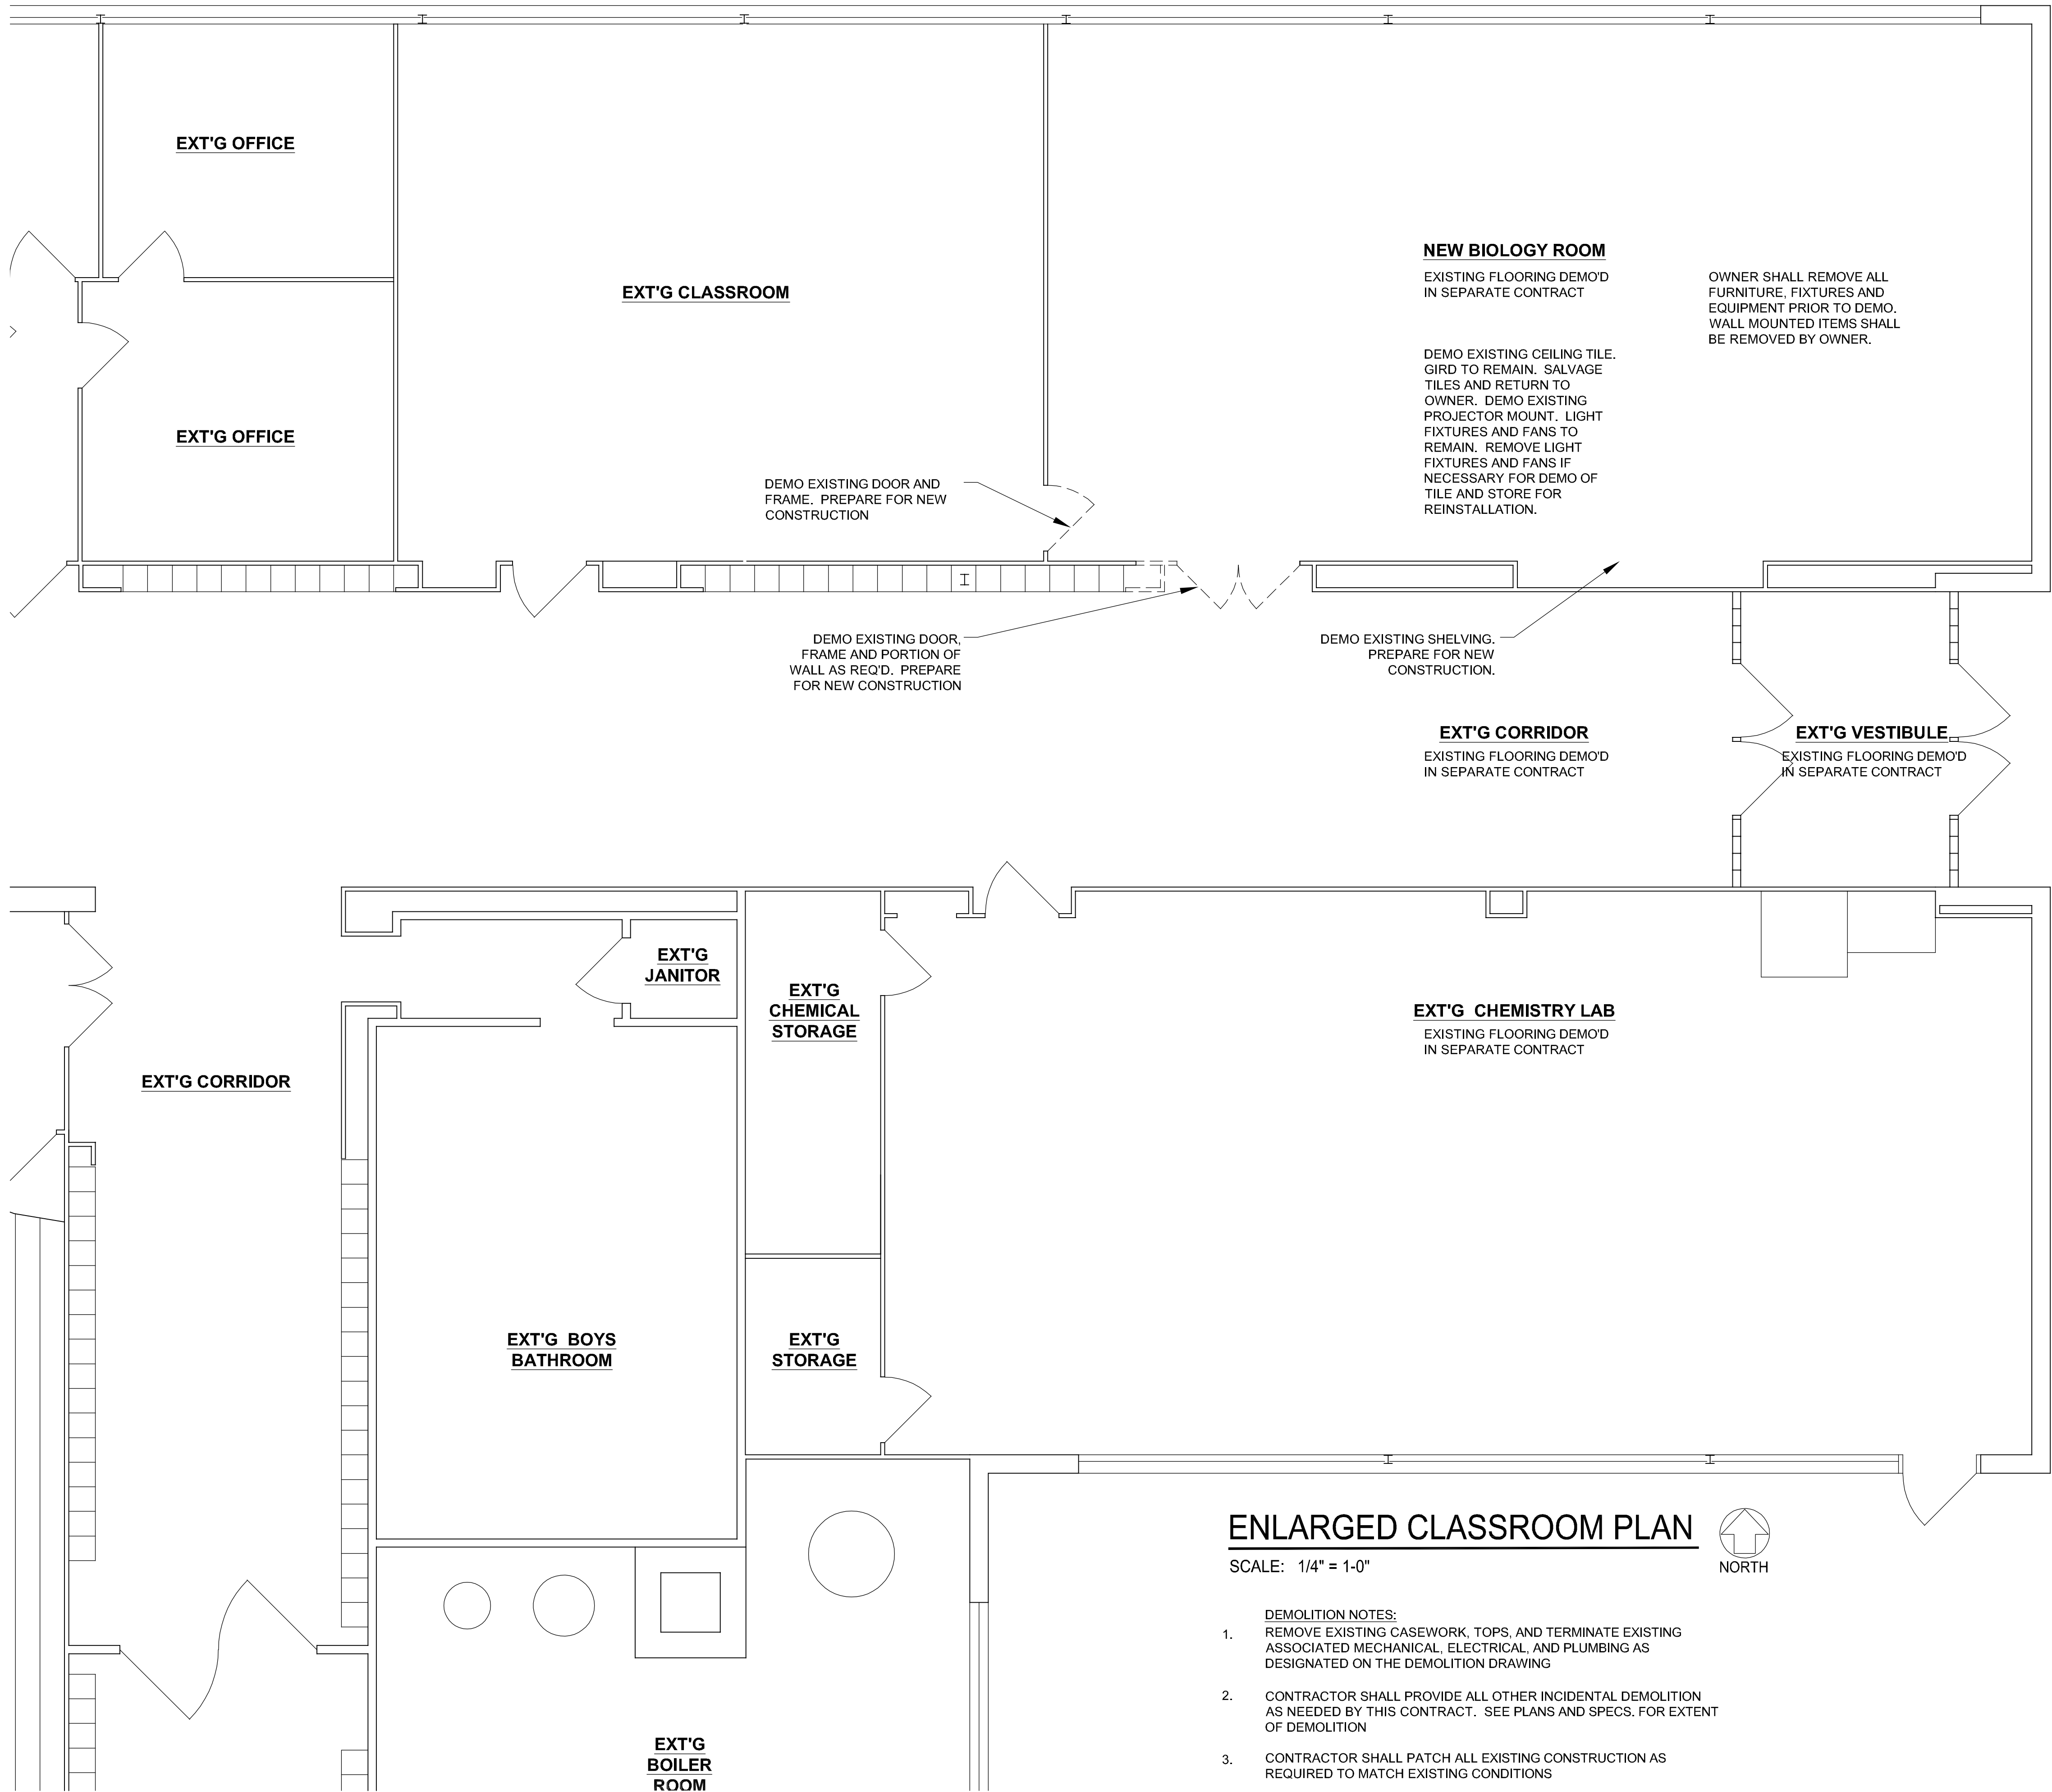 EXT'G OFFICE
EXT'G CLASSROOM
EXT'G OFFICE
NEW BIOLOGY ROOM
EXISTING FLOORING DEMO'D
IN SEPARATE CONTRACT
OWNER SHALL REMOVE ALL
FURNITURE, FIXTURES AND
EQUIPMENT PRIOR TO DEMO.
WALL MOUNTED ITEMS SHALL
BE REMOVED BY OWNER.
DEMO EXISTING CEILING TILE.
GIRD TO REMAIN.  SALVAGE
TILES AND RETURN TO
OWNER.  DEMO EXISTING
PROJECTOR MOUNT.  LIGHT
FIXTURES AND FANS TO
REMAIN.  REMOVE LIGHT
FIXTURES AND FANS IF
NECESSARY FOR DEMO OF
TILE AND STORE FOR
REINSTALLATION.
DEMO EXISTING DOOR AND
FRAME.  PREPARE FOR NEW
CONSTRUCTION
DEMO EXISTING DOOR,
FRAME AND PORTION OF
WALL AS REQ'D.  PREPARE
FOR NEW CONSTRUCTION
DEMO EXISTING SHELVING.
PREPARE FOR NEW
CONSTRUCTION.
EXT'G CORRIDOR
EXISTING FLOORING DEMO'D
IN SEPARATE CONTRACT
EXT'G VESTIBULE
EXISTING FLOORING DEMO'D
IN SEPARATE CONTRACT
EXT'G
JANITOR
EXT'G
CHEMICAL
STORAGE
EXT'G  CHEMISTRY LAB
EXISTING FLOORING DEMO'D
IN SEPARATE CONTRACT
EXT'G CORRIDOR
EXT'G  BOYS
BATHROOM
EXT'G
STORAGE
ENLARGED CLASSROOM PLAN
SCALE:   1/4" = 1-0"
NORTH
DEMOLITION NOTES:
1. REMOVE EXISTING CASEWORK, TOPS, AND TERMINATE EXISTING
ASSOCIATED MECHANICAL, ELECTRICAL, AND PLUMBING AS
DESIGNATED ON THE DEMOLITION DRAWING
2. CONTRACTOR SHALL PROVIDE ALL OTHER INCIDENTAL DEMOLITION
AS NEEDED BY THIS CONTRACT.  SEE PLANS AND SPECS. FOR EXTENT
OF DEMOLITION
3. CONTRACTOR SHALL PATCH ALL EXISTING CONSTRUCTION AS
REQUIRED TO MATCH EXISTING CONDITIONS
EXT'G
BOILER
ROOM